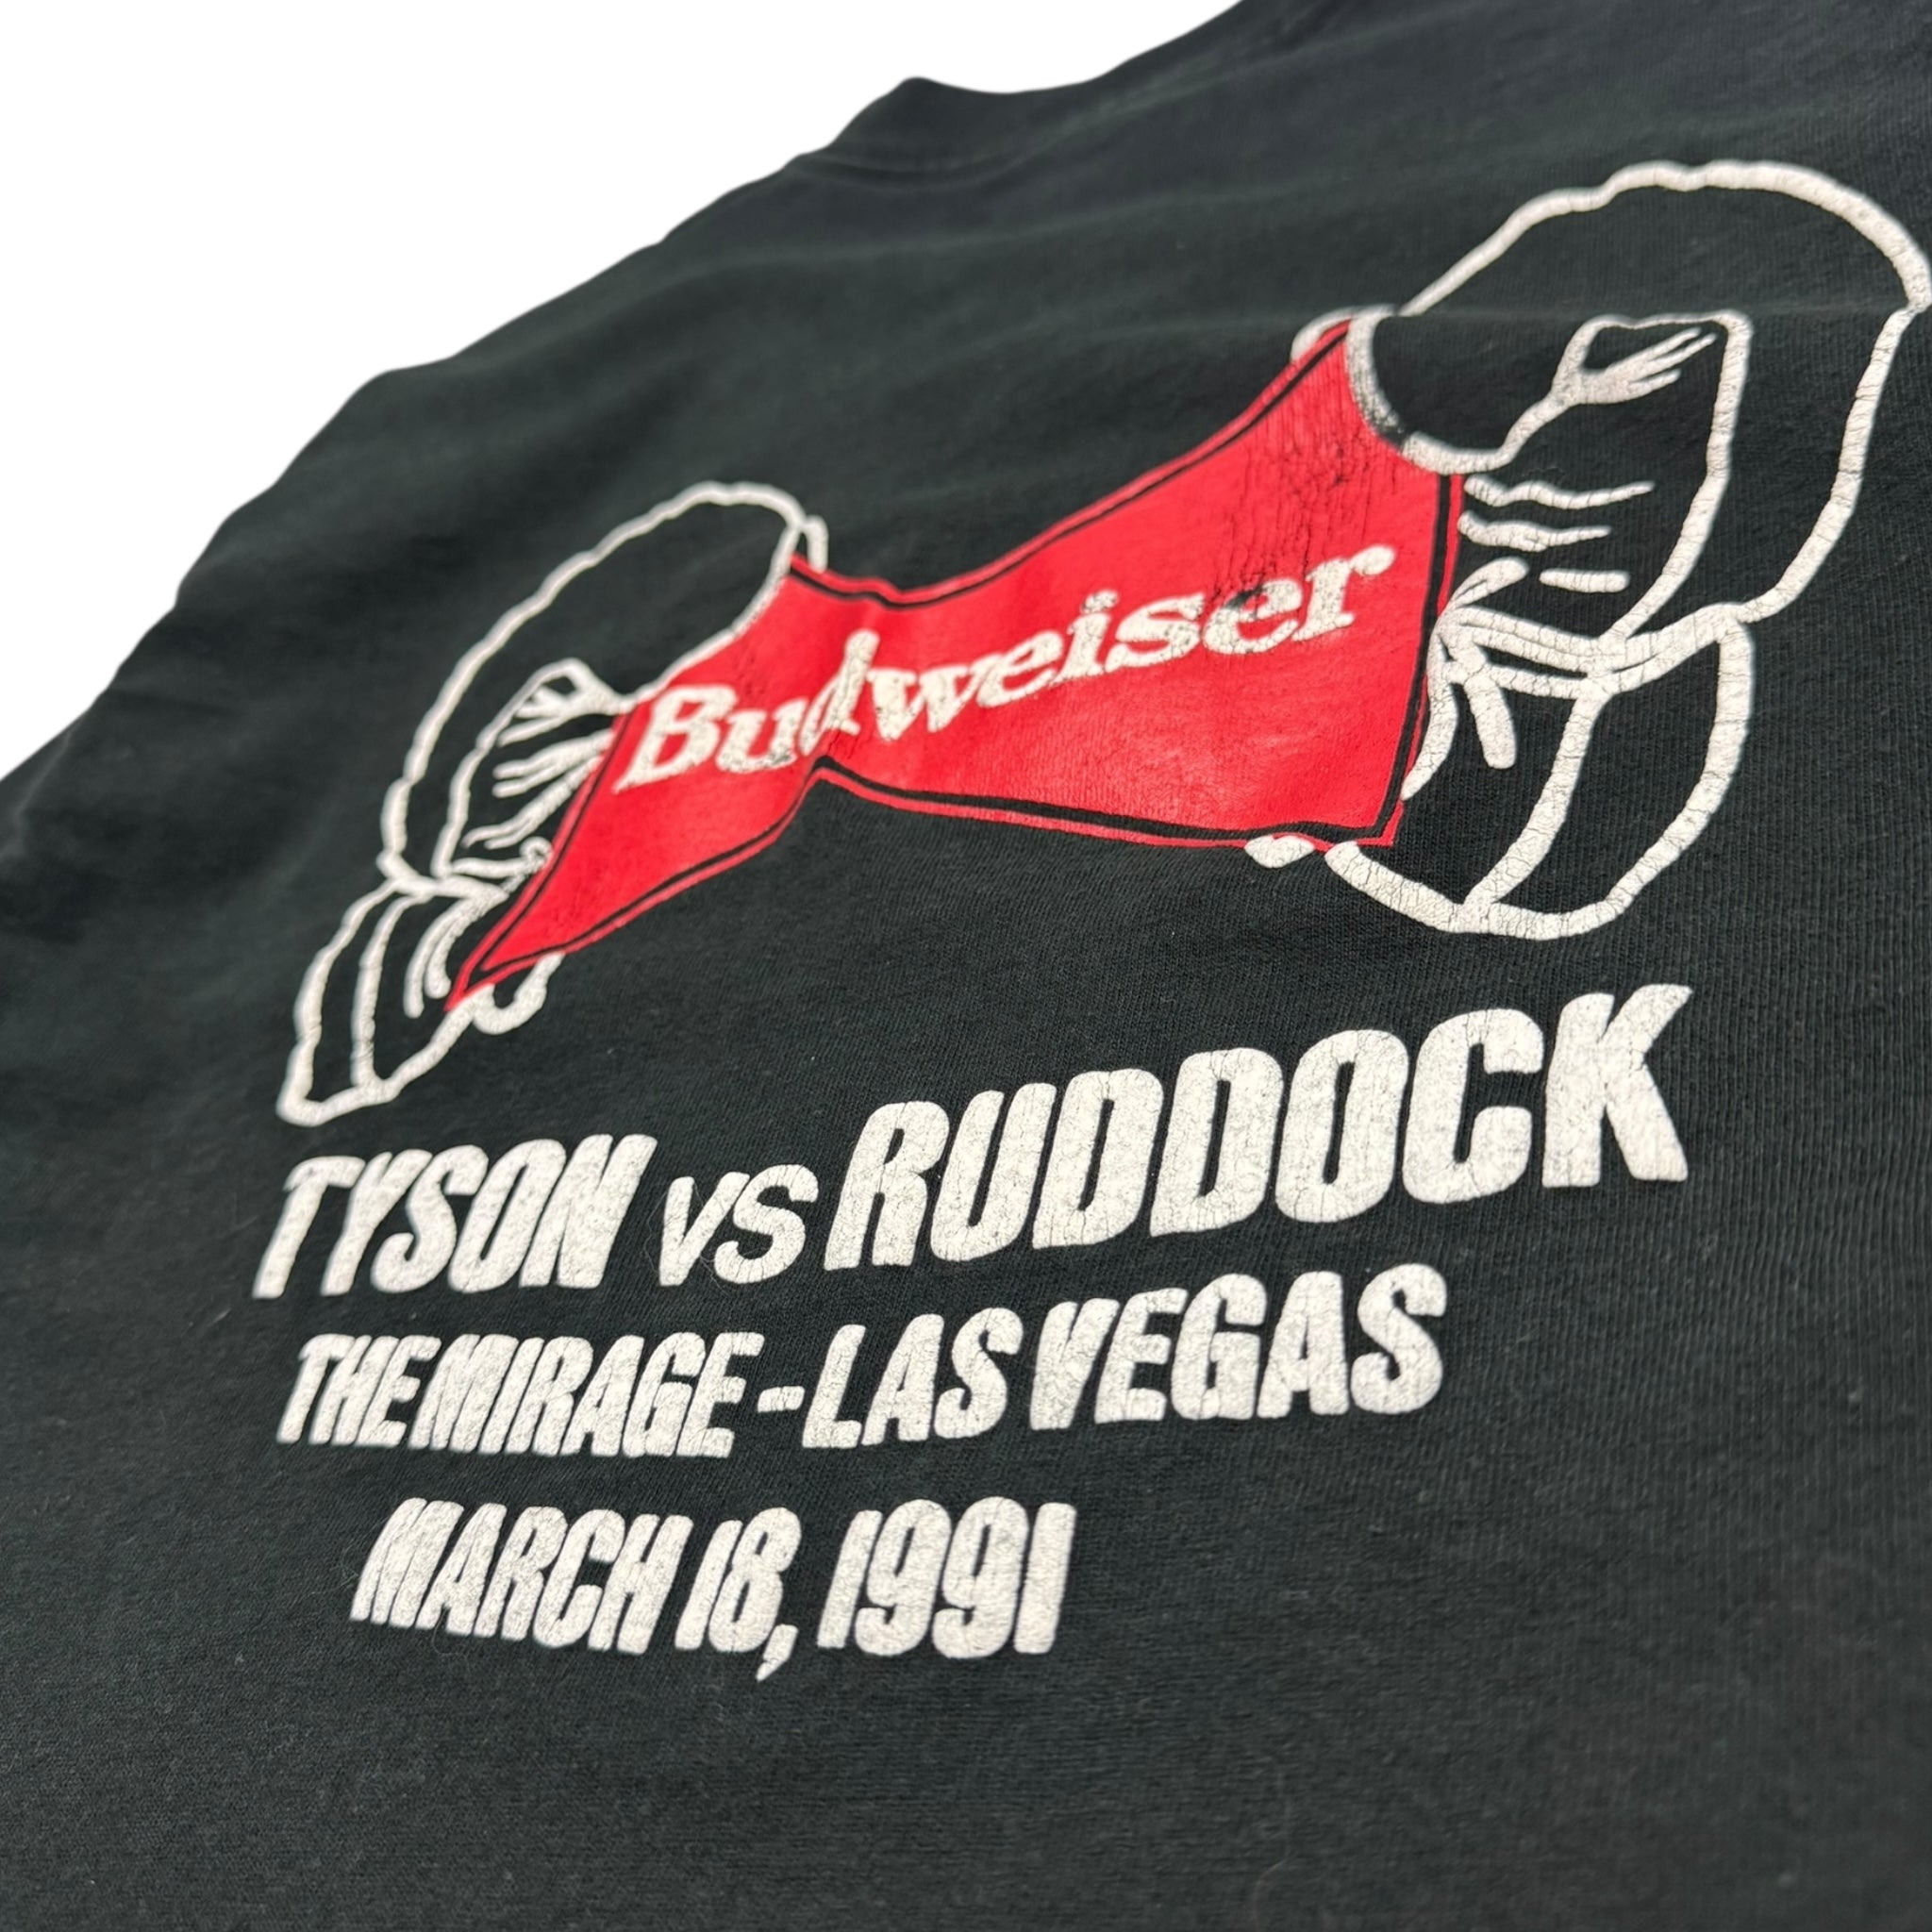 Budweiser
TYSON VS RUDDOCK
THE MIRAGE - LAS VEGAS
MARCH 18, 1991